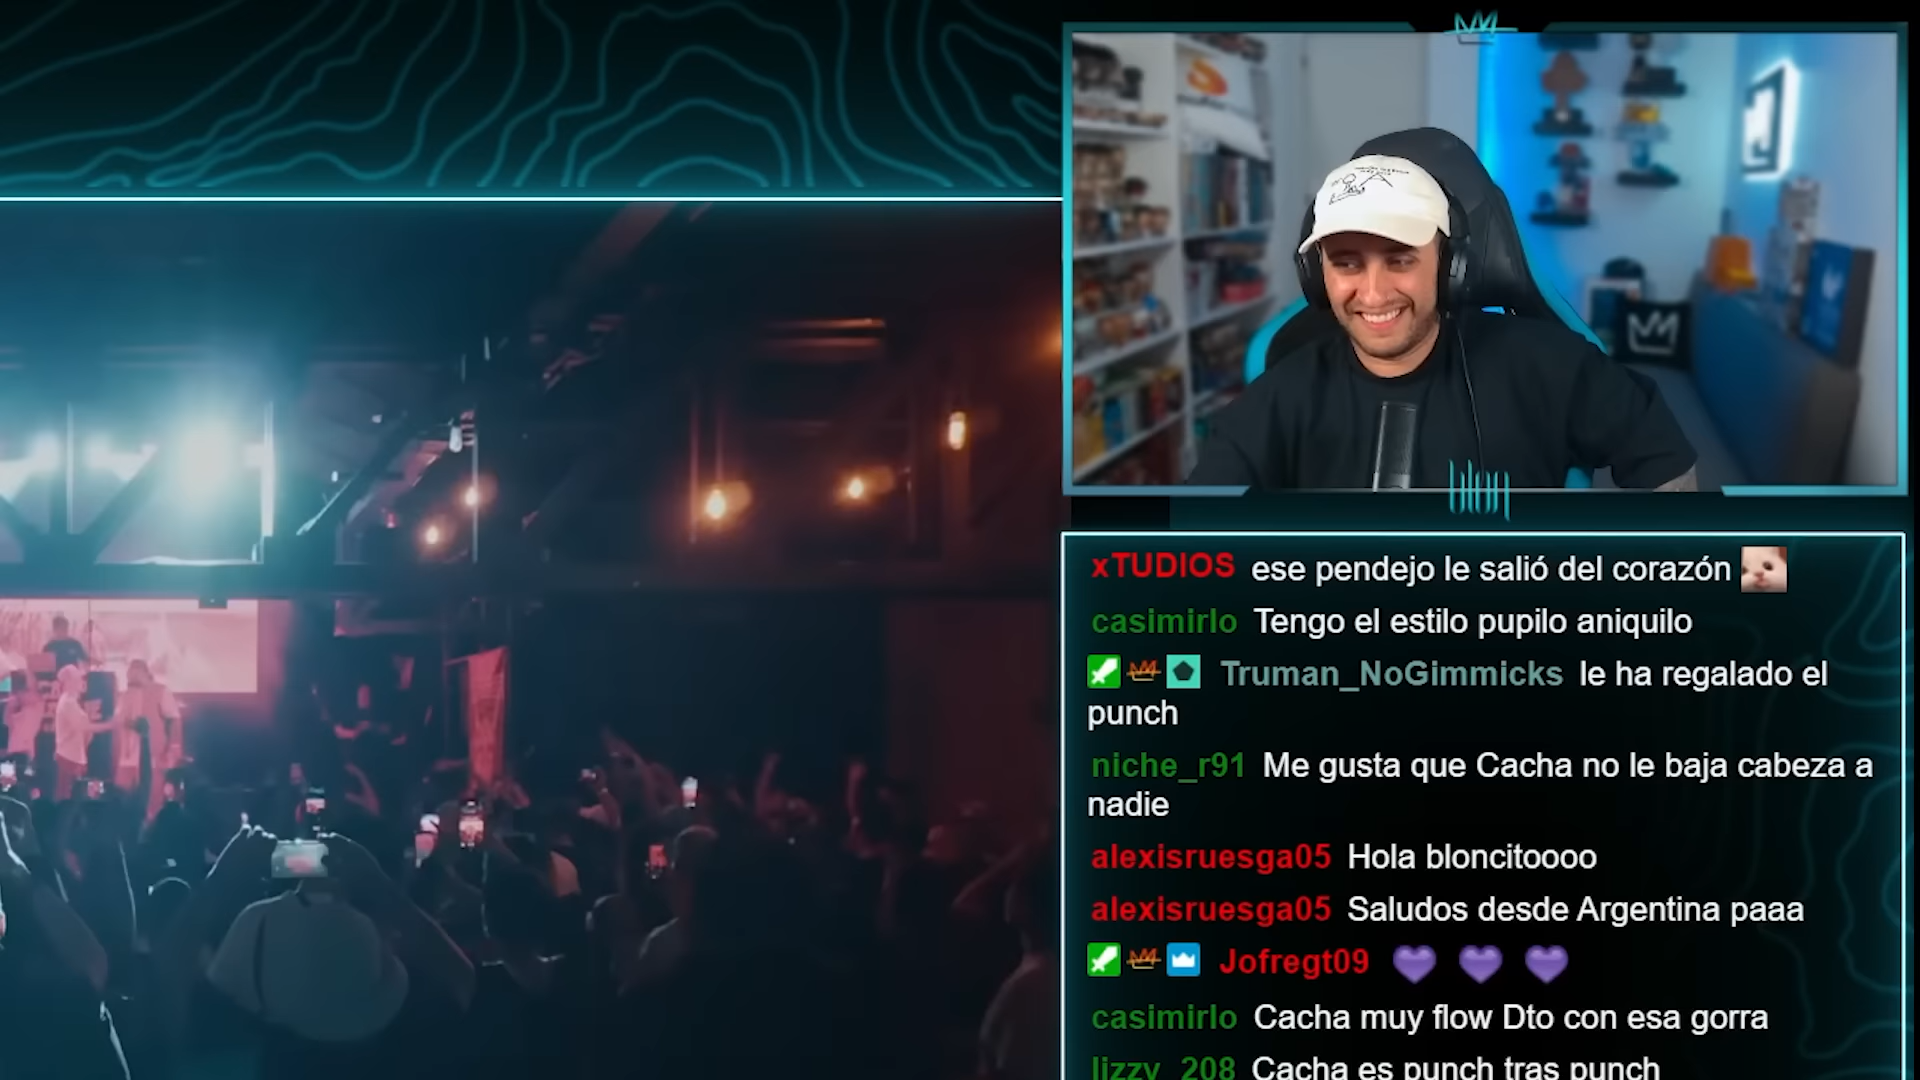 blon
xTUDIOS ese pendejo le salió del corazón
casimirlo Tengo el estilo pupilo aniquilo
Truman_NoGimmicks le ha regalado el
punch
niche_r91 Me gusta que Cacha no le baja cabeza a
nadie
alexisruesga05 Hola bloncitoooo
alexisruesga05 Saludos desde Argentina paaa
Jofregt09
casimirlo Cacha muy flow Dto con esa gorra
lizzy_208 Cacha es punch tras punch